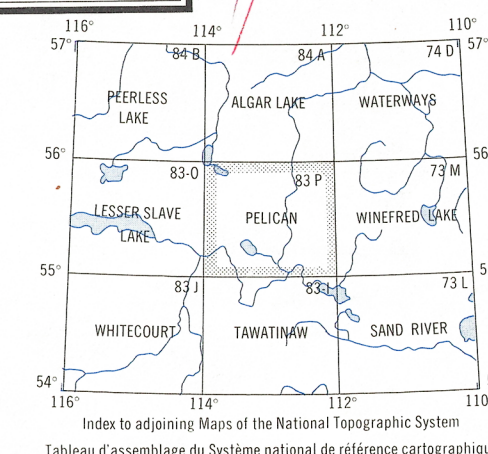 116° 114° 112° 110°
57° 84 B 84 A 74 D 57°
PEERLESS LAKE ALGAR LAKE WATERWAYS
56° 83-O 83 P 73 M 56
LESSER SLAVE LAKE PELICAN WINEFRED LAKE
55° 83 J 83- 73 L 5
WHITECOURT TAWATINAW SAND RIVER
54°
116° 114° 112° 110
Index to adjoining Maps of the National Topographic System
Tableau d'assemblage du Système national de référence cartographiqu